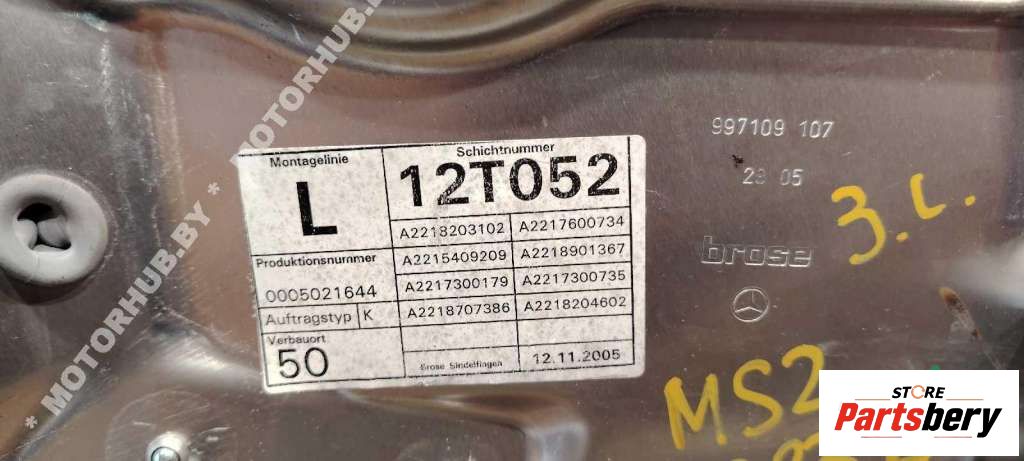 * MOTORHUB.BY * MOTORHUB.BY *
Montagelinie
L
Schichtnummer
12T052
A2218203102 A2217600734
Produktionsnummer
0005021644
A2215409209 A2218901367
A2217300179 A2217300735
Auftragstyp K
A2218707386 A2218204602
Verbauort
50
Brose Sindelfingen 12.11.2005
997109 107
05
brose
3.С.
MS2
STORE
Partsbery